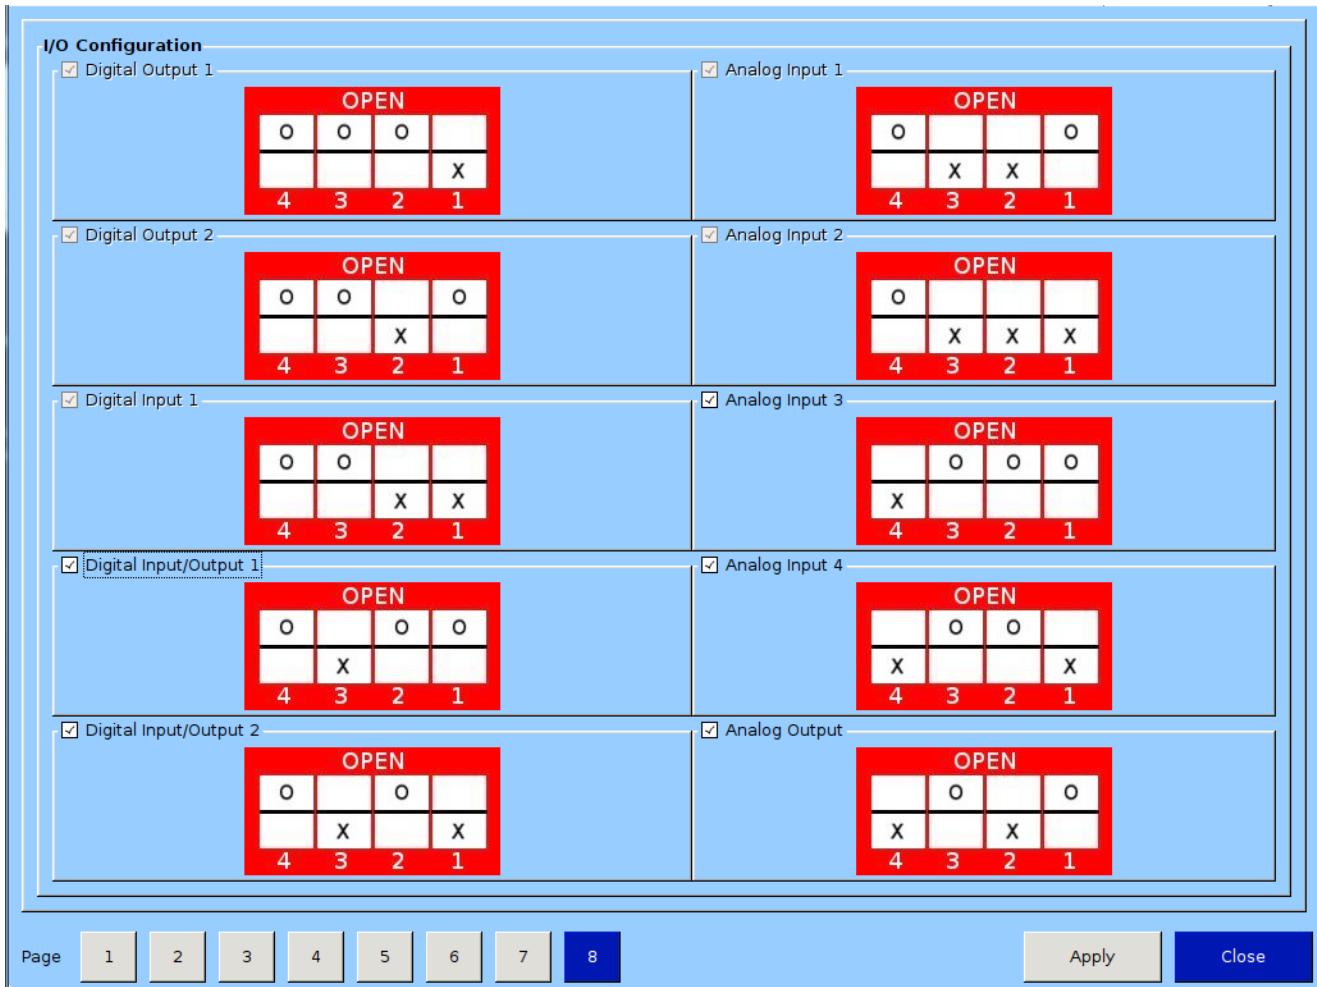 I/O Configuration
Digital Output 1
OPEN
O O O
X
4 3 2 1
Analog Input 1
OPEN
O O
X X
4 3 2 1
Digital Output 2
OPEN
O O O
X
4 3 2 1
Analog Input 2
OPEN
O
X X X
4 3 2 1
Digital Input 1
OPEN
O O
X X
4 3 2 1
Analog Input 3
OPEN
O O O
X
4 3 2 1
Digital Input/Output 1
OPEN
O O O
X
4 3 2 1
Analog Input 4
OPEN
O O
X X
4 3 2 1
Digital Input/Output 2
OPEN
O O
X X
4 3 2 1
Analog Output
OPEN
O O
X X
4 3 2 1
Page 1 2 3 4 5 6 7 8 Apply Close